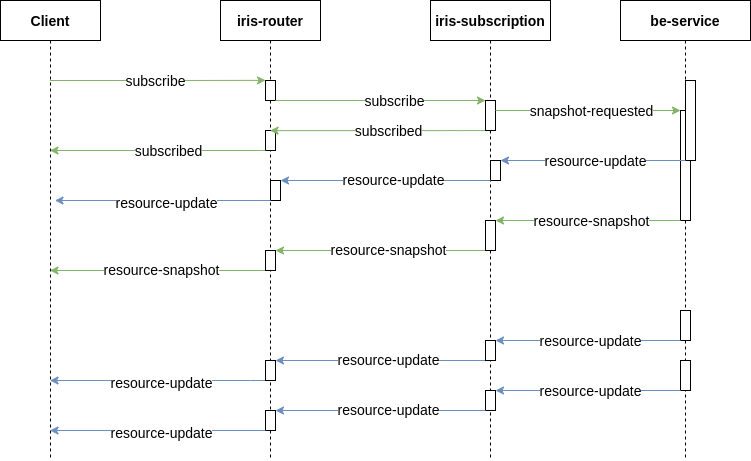 Client
iris-router
iris-subscription
be-service
subscribe
subscribe
snapshot-requested
subscribed
subscribed
resource-update
resource-update
resource-update
resource-snapshot
resource-snapshot
resource-snapshot
resource-update
resource-update
resource-update
resource-update
resource-update
resource-update